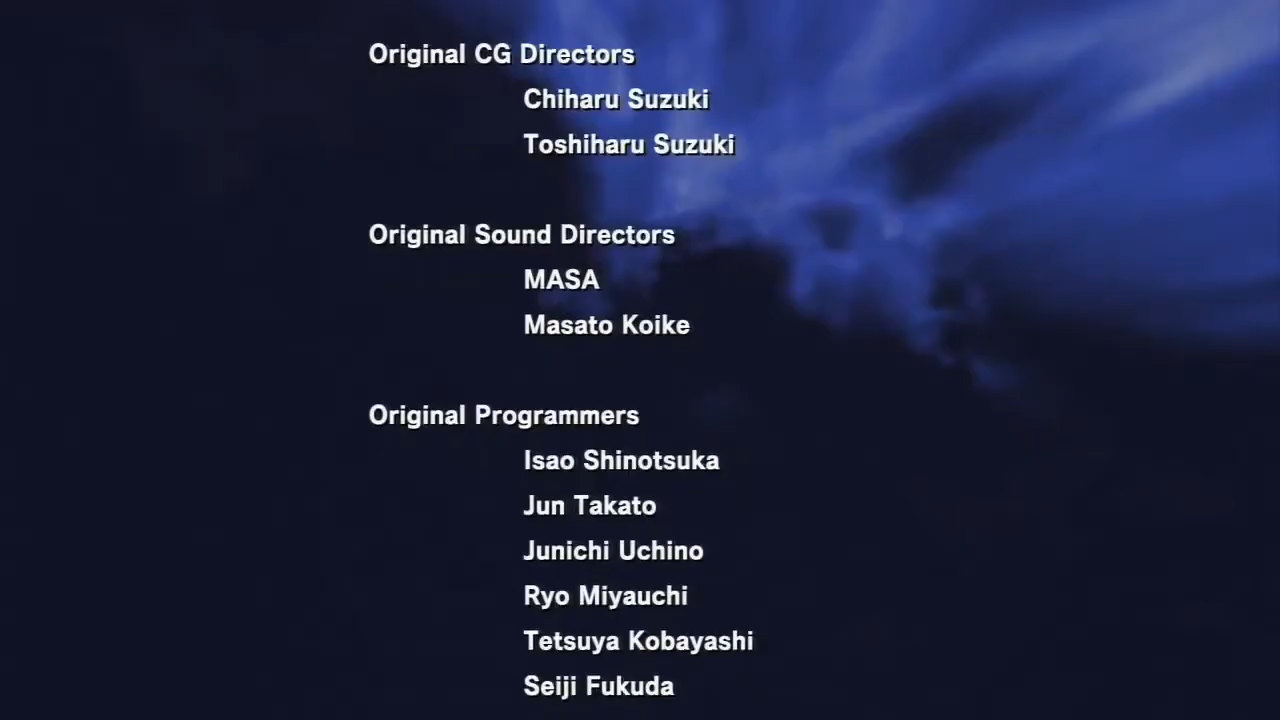 Original CG Directors
Chiharu Suzuki
Toshiharu Suzuki
Original Sound Directors
MASA
Masato Koike
Original Programmers
Isao Shinotsuka
Jun Takato
Junichi Uchino
Ryo Miyauchi
Tetsuya Kobayashi
Seiji Fukuda